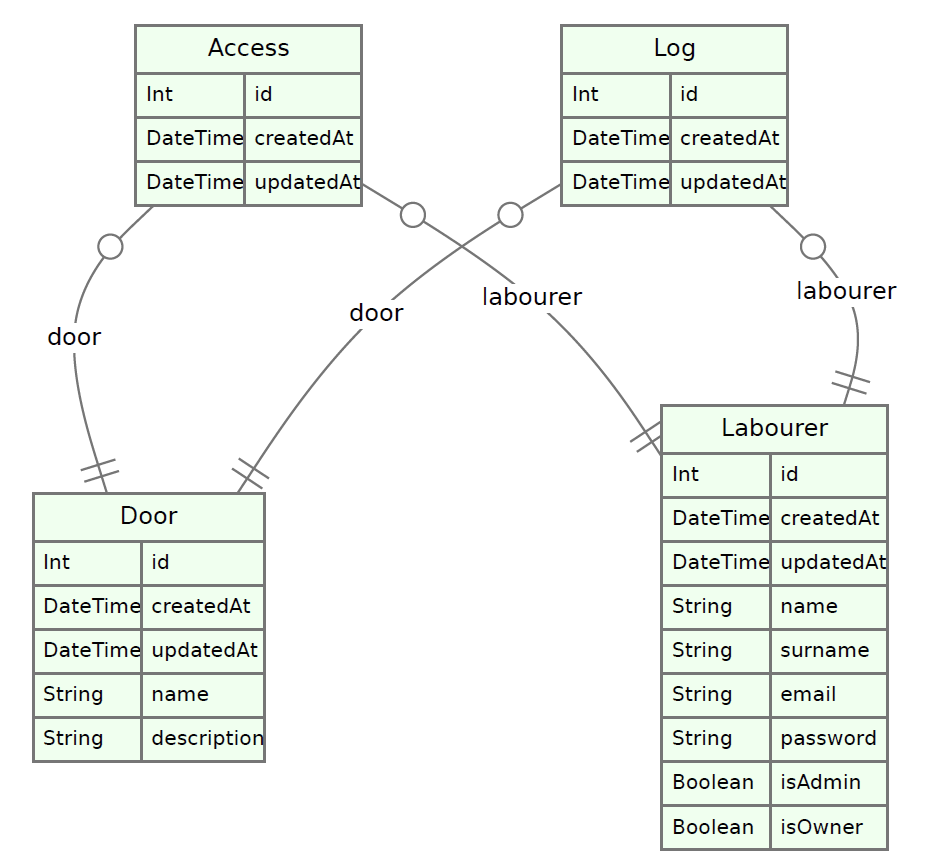 Access
Int id
DateTime createdAt
DateTime updatedAt
Log
Int id
DateTime createdAt
DateTime updatedAt
door
door
labourer
labourer
Door
Int id
DateTime createdAt
DateTime updatedAt
String name
String description
Labourer
Int id
DateTime createdAt
DateTime updatedAt
String name
String surname
String email
String password
Boolean isAdmin
Boolean isOwner